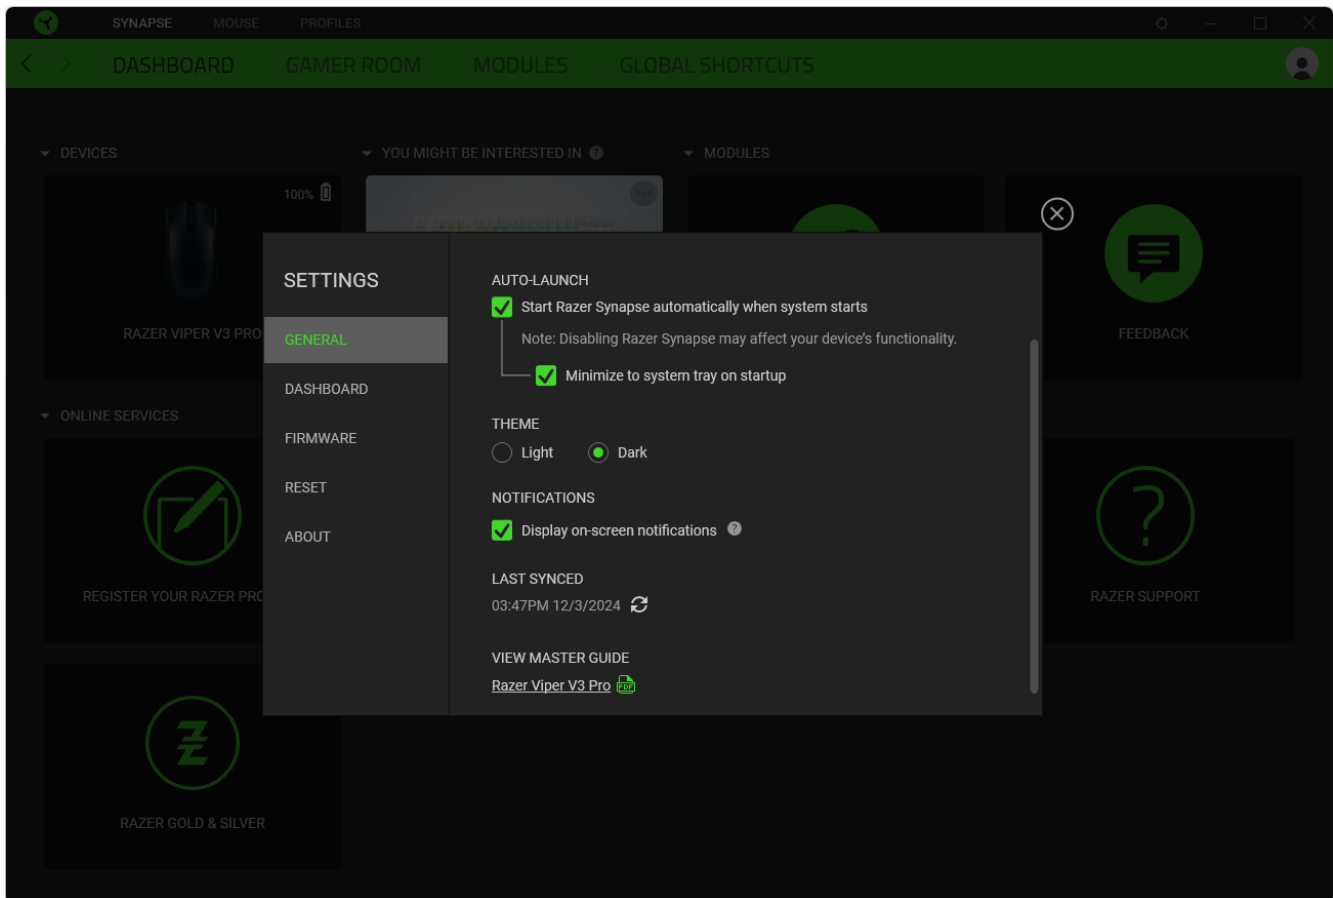 SYNAPSE MOUSE PROFILES
DASHBOARD GAMER ROOM MODULES GLOBAL SHORTCUTS
DEVICES
YOU MIGHT BE INTERESTED IN ?
MODULES
100%
RAZER VIPER V3 PRO
FEEDBACK
ONLINE SERVICES
REGISTER YOUR RAZER PRO
RAZER SUPPORT
RAZER GOLD & SILVER
SETTINGS
GENERAL
DASHBOARD
FIRMWARE
RESET
ABOUT
AUTO-LAUNCH
Start Razer Synapse automatically when system starts
Note: Disabling Razer Synapse may affect your device's functionality.
Minimize to system tray on startup
THEME
Light Dark
NOTIFICATIONS
Display on-screen notifications ?
LAST SYNCED
03:47PM 12/3/2024
VIEW MASTER GUIDE
Razer Viper V3 Pro PDF